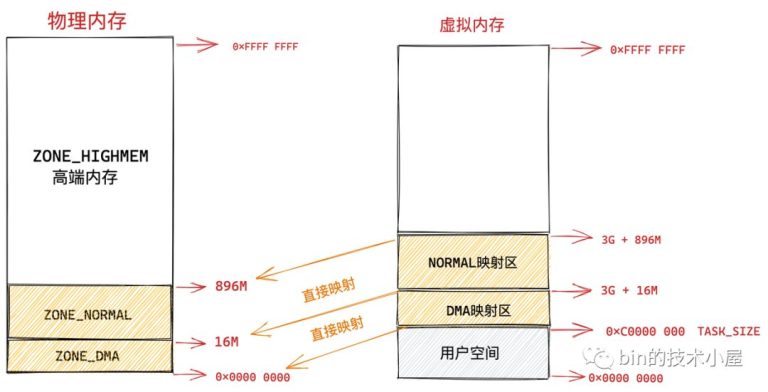 物理内存
0×FFFF FFFF
ZONE_HIGHMEM
高端内存
896M
ZONE_NORMAL
16M
ZONE_DMA
0×0000 0000
直接映射
直接映射
虚拟内存
0×FFFF FFFF
3G + 896M
NORMAL映射区
3G + 16M
DMA映射区
0×C0000 000 TASK_SIZE
用户空间
bin的技术小屋
0×0000 0000